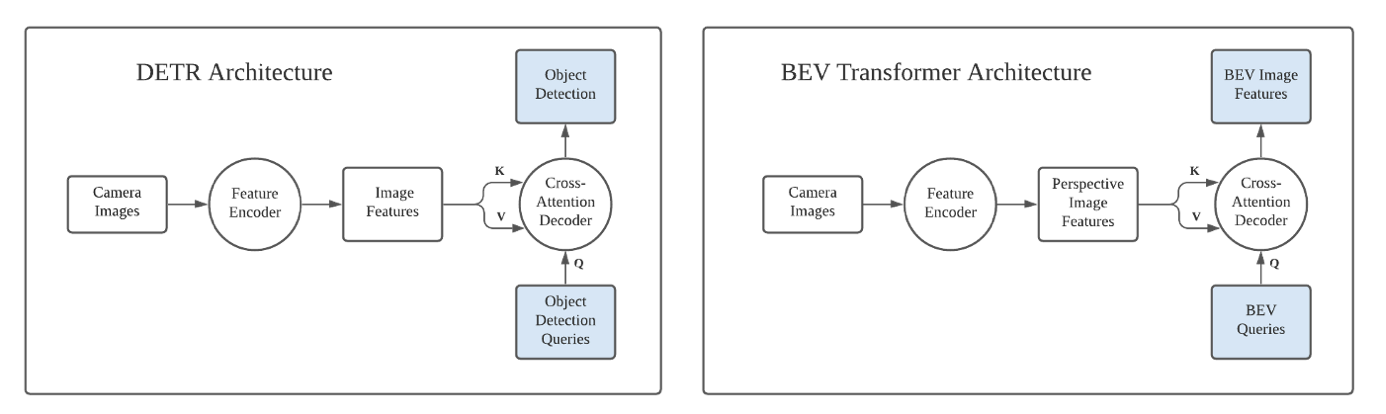 DETR Architecture
Object
Detection
Camera
Images
Feature
Encoder
Image
Features
K
V
Cross-
Attention
Decoder
Q
Object
Detection
Queries
BEV Transformer Architecture
BEV Image
Features
Camera
Images
Feature
Encoder
Perspective
Image
Features
K
V
Cross-
Attention
Decoder
Q
BEV
Queries